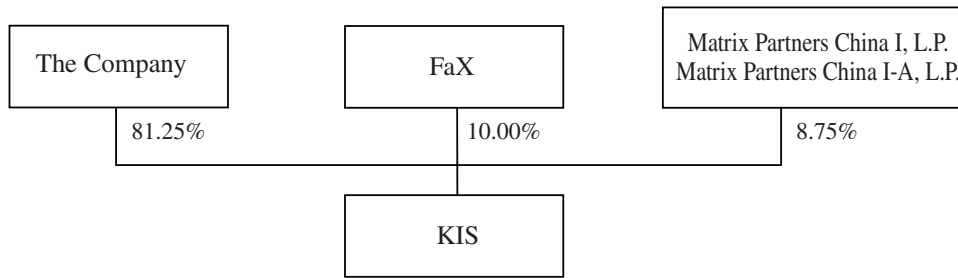 The Company
FaX
Matrix Partners China I, L.P.
Matrix Partners China I-A, L.P.
81.25%
10.00%
8.75%
KIS